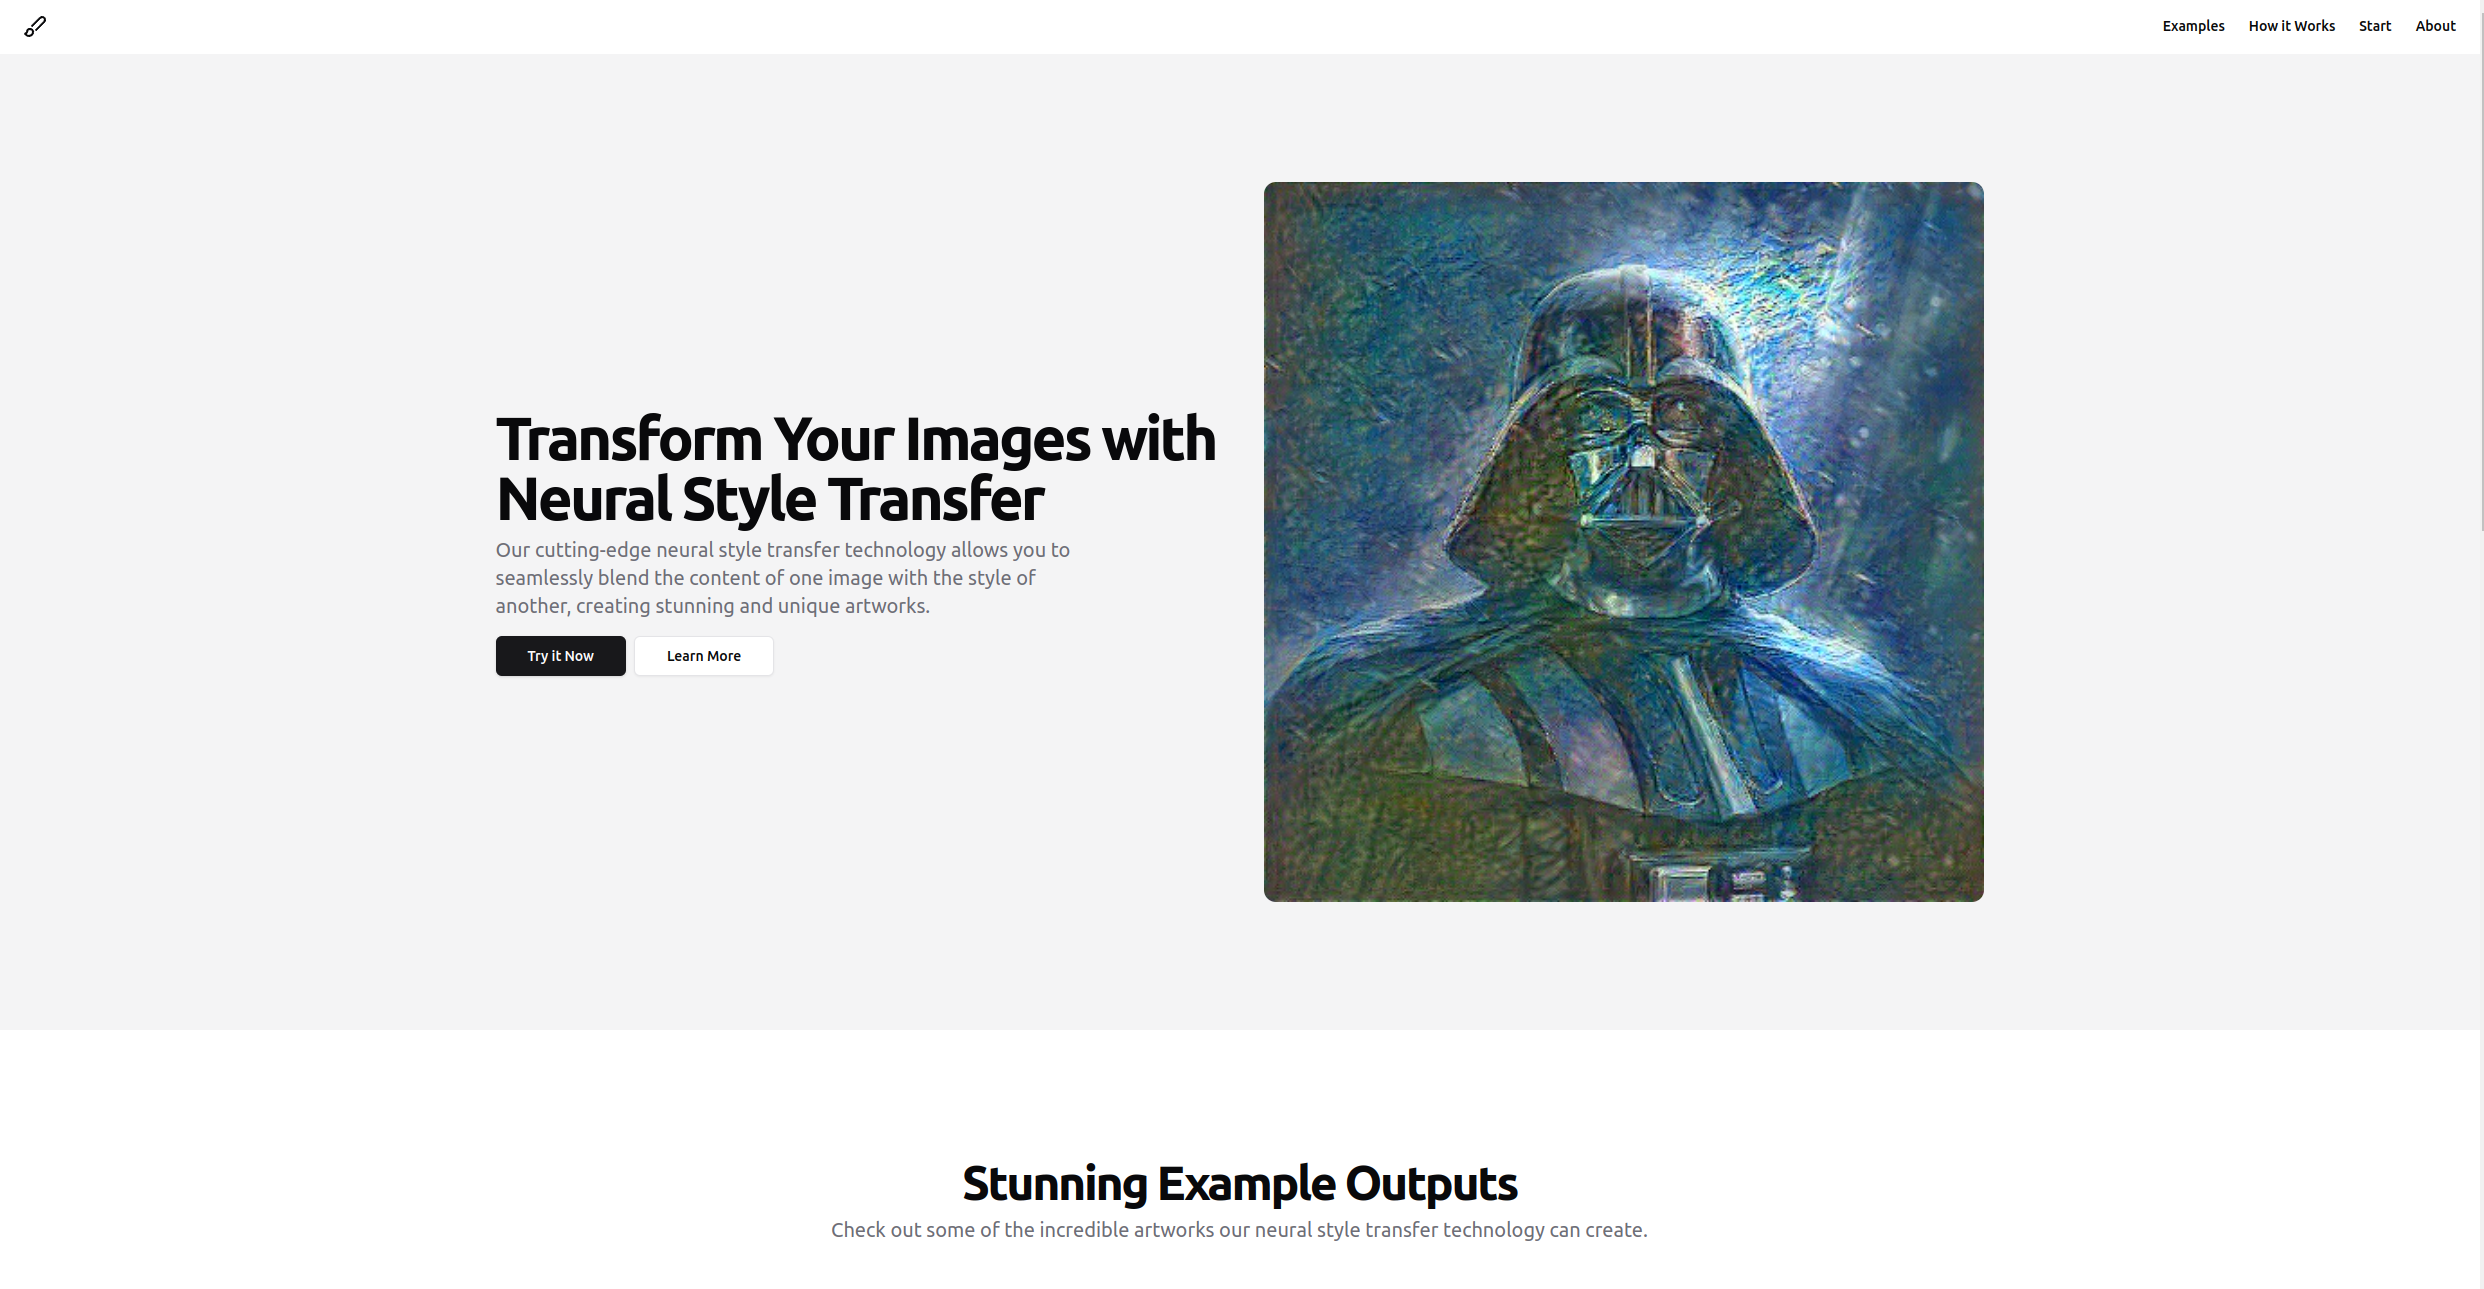 Examples
How it Works
Start
About
Transform Your Images with
Neural Style Transfer
Our cutting-edge neural style transfer technology allows you to
seamlessly blend the content of one image with the style of
another, creating stunning and unique artworks.
Try it Now
Learn More
Stunning Example Outputs
Check out some of the incredible artworks our neural style transfer technology can create.